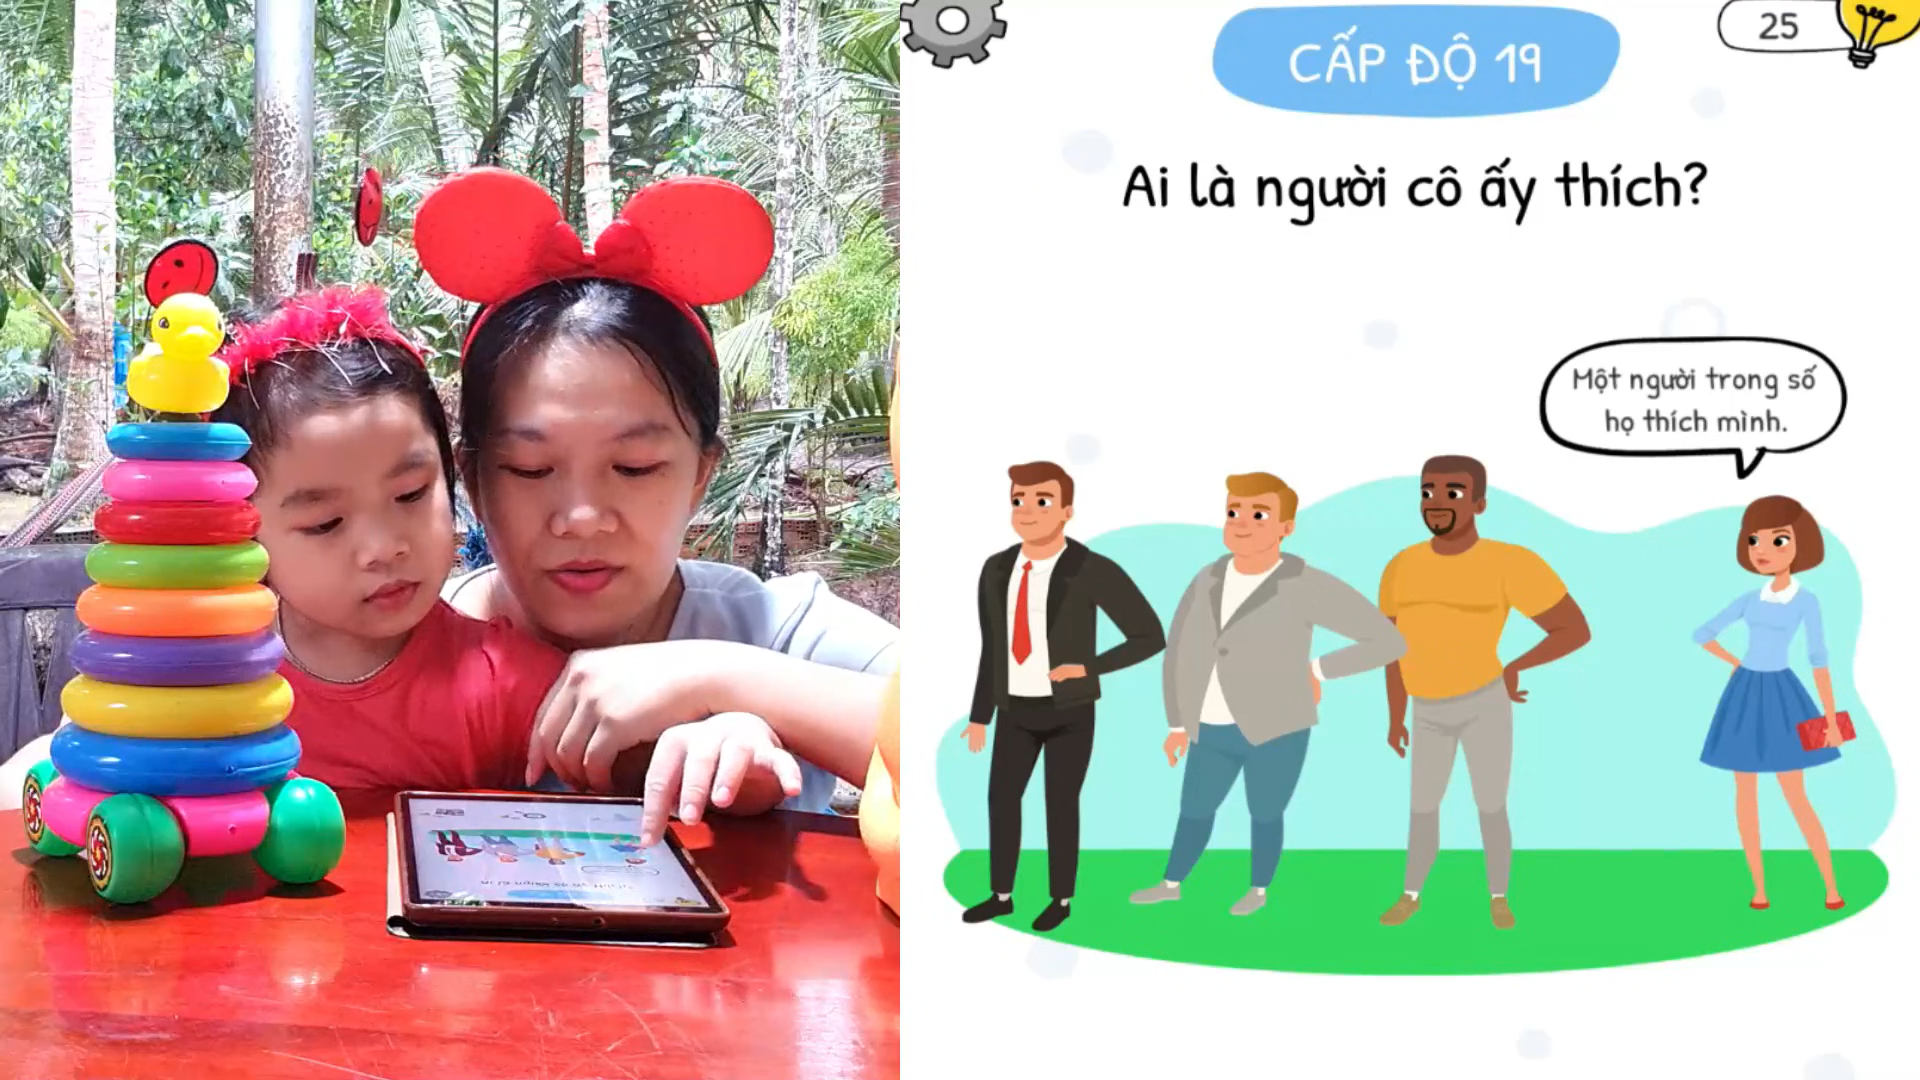 CẤP ĐỘ 19
25
Ai là người cô ấy thích?
Một người trong số
họ thích mình.